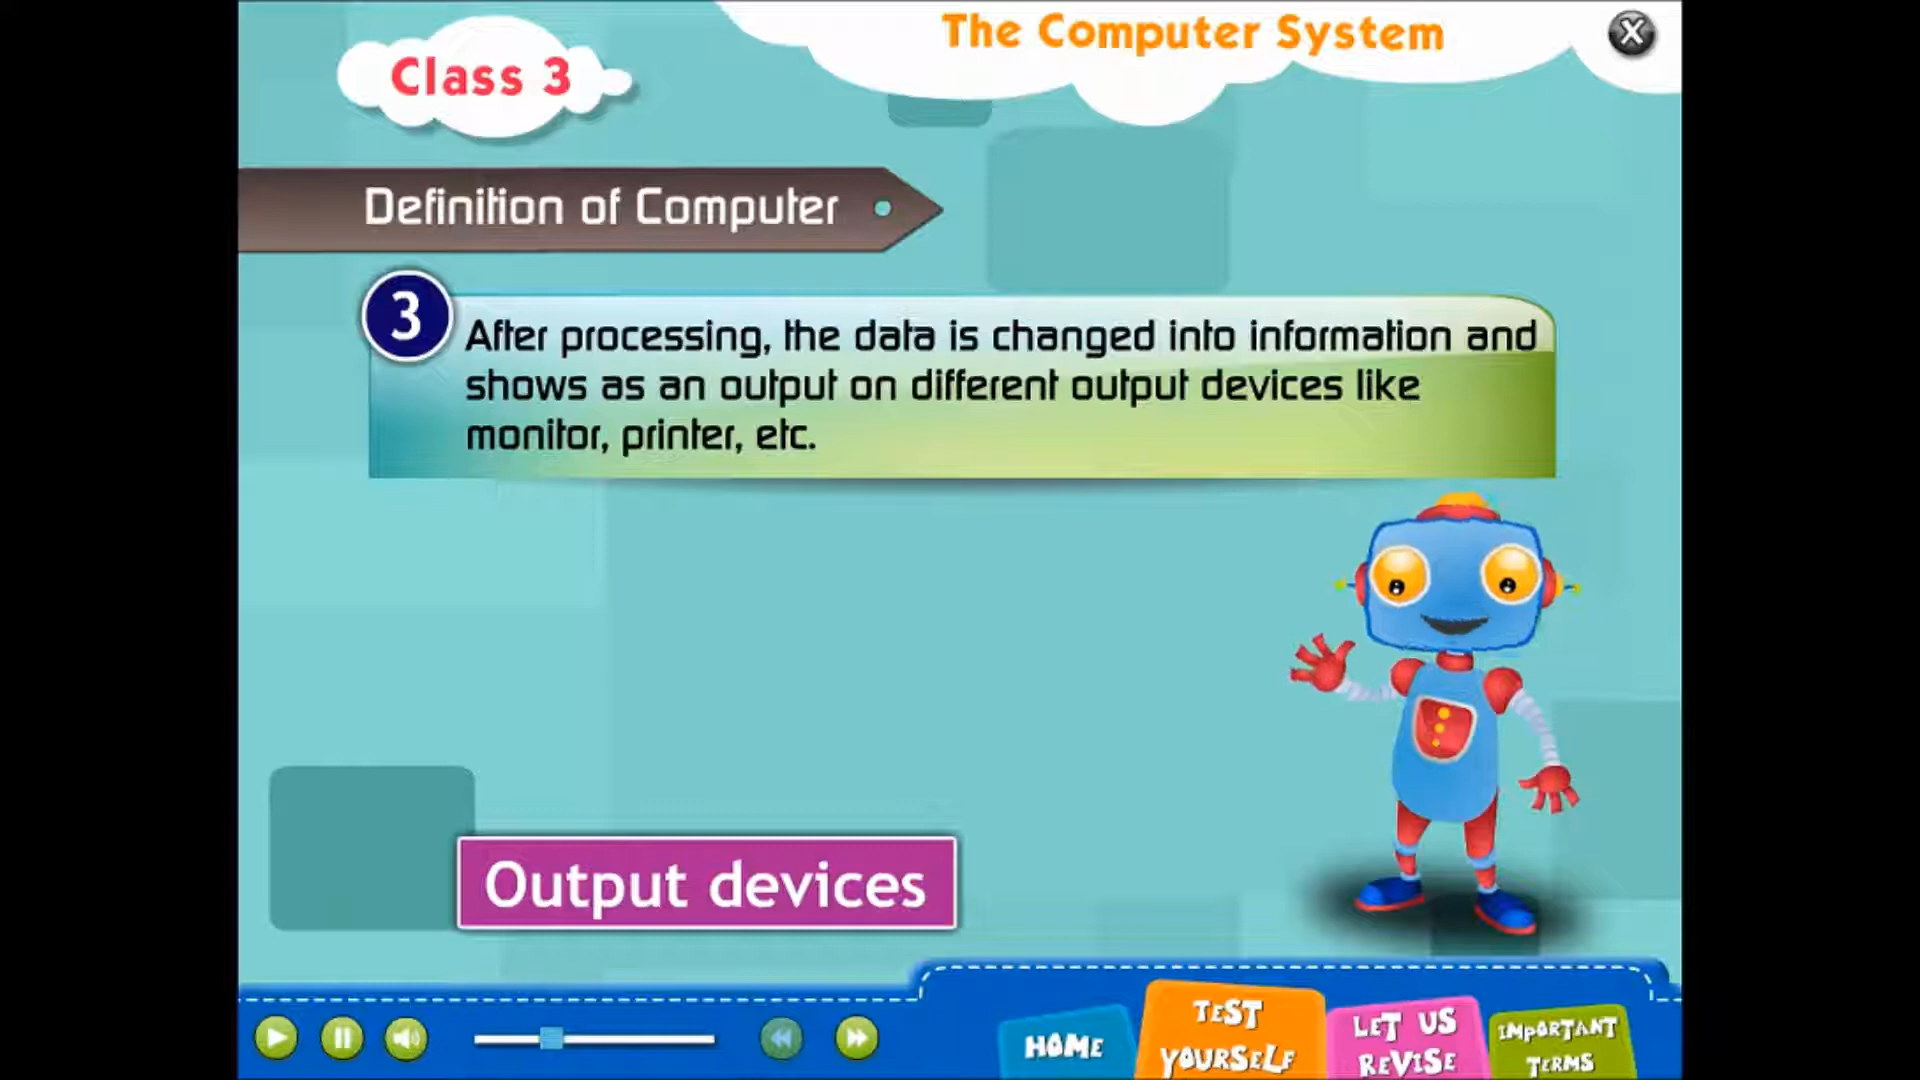 The Computer System
X
Class 3
Definition of Computer
3
After processing, the data is changed into information and
shows as an output on different output devices like
monitor, printer, etc.
Output devices
HOME
TEST
YOURSELF
LET US
REVISE
IMPORTANT
TERMS